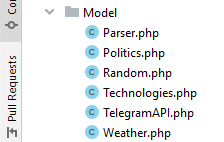 Model
Parser.php
Politics.php
Random.php
Technologies.php
TelegramAPI.php
Weather.php
Pull Requests